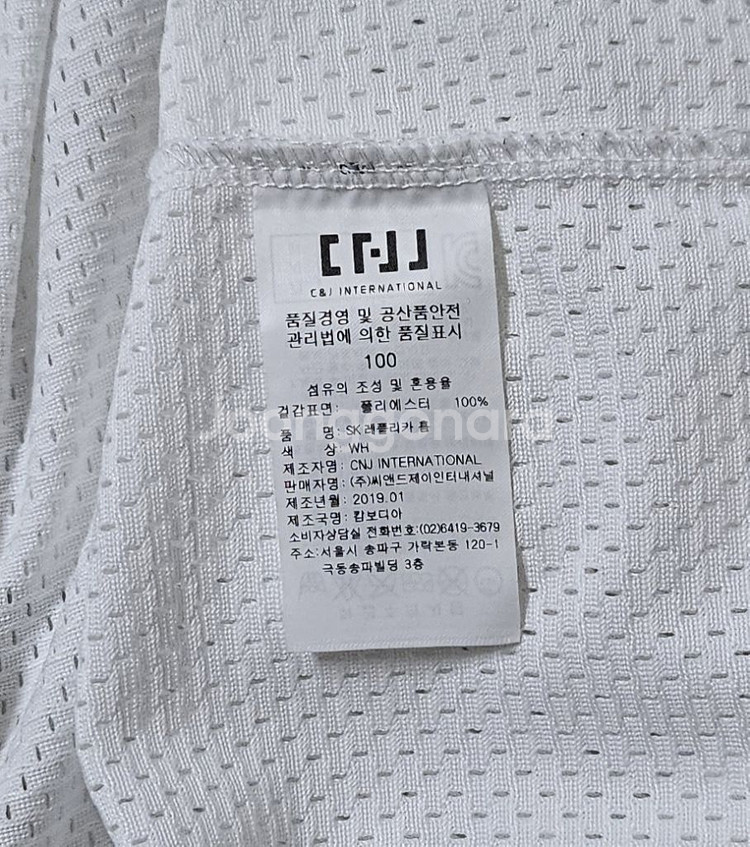 CNJ
C&J INTERNATIONAL
품질경영 및 공산품안전
관리법에 의한 품질표시
100
섬유의 조성 및 혼용율
겉감표면: 폴리에스터 100%
품 명: SK레플리카 홈
색 상: WH
제조자명: CNJ INTERNATIONAL
판매자명: (주)씨앤드제이인터내셔널
제조년월: 2019.01
제조국명: 캄보디아
소비자상담실 전화번호:(02)6419-3679
주소:서울시 송파구 가락본동 120-1
극동송파빌딩 3층